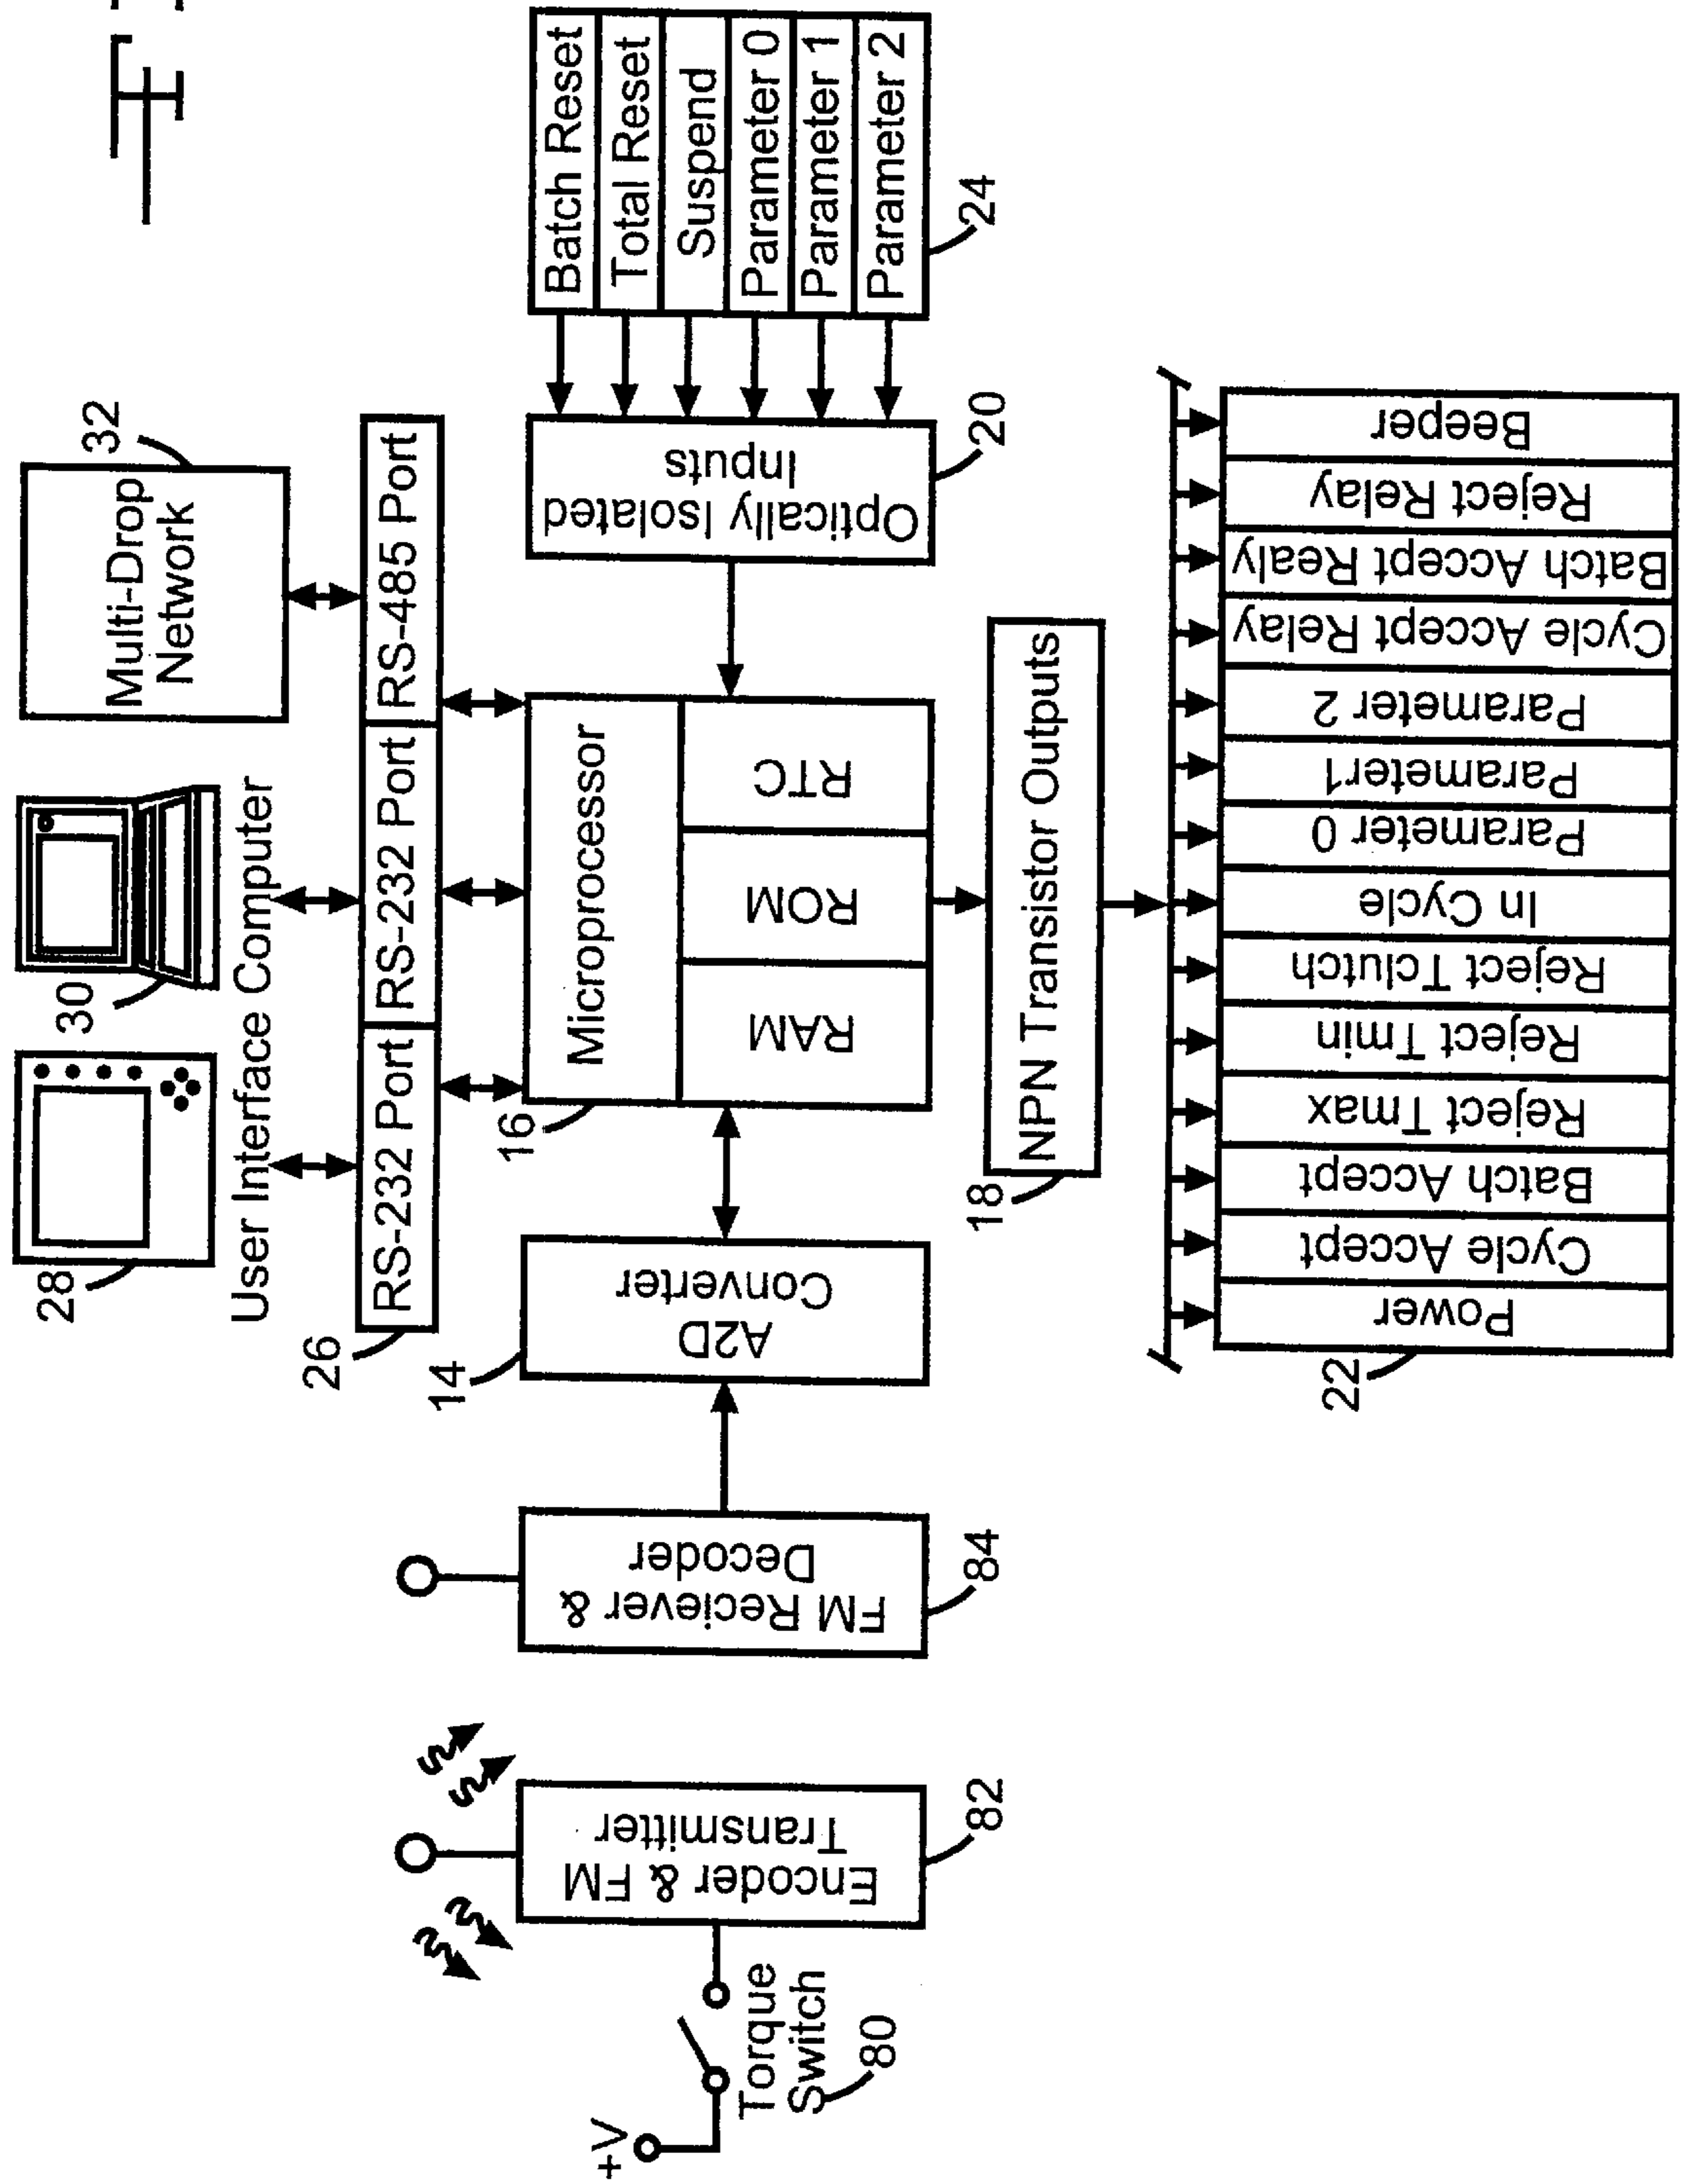 28
30
32
Multi-Drop
Network
User Interface Computer
26
RS-232 Port
RS-232 Port
RS-485 Port
+V
Torque
Switch
80
Encoder & FM
Transmitter
82
FM Reciever &
Decoder
84
14
A2D
Converter
16
Microprocessor
RAM
ROM
RTC
Optically Isolated
Inputs
20
Batch Reset
Total Reset
Suspend
Parameter 0
Parameter 1
Parameter 2
24
18
NPN Transistor Outputs
22
Power
Cycle Accept
Batch Accept
Reject Tmax
Reject Tmin
Reject Tclutch
In Cycle
Parameter 0
Parameter1
Parameter 2
Cycle Accept Relay
Batch Accept Realy
Reject Relay
Beeper